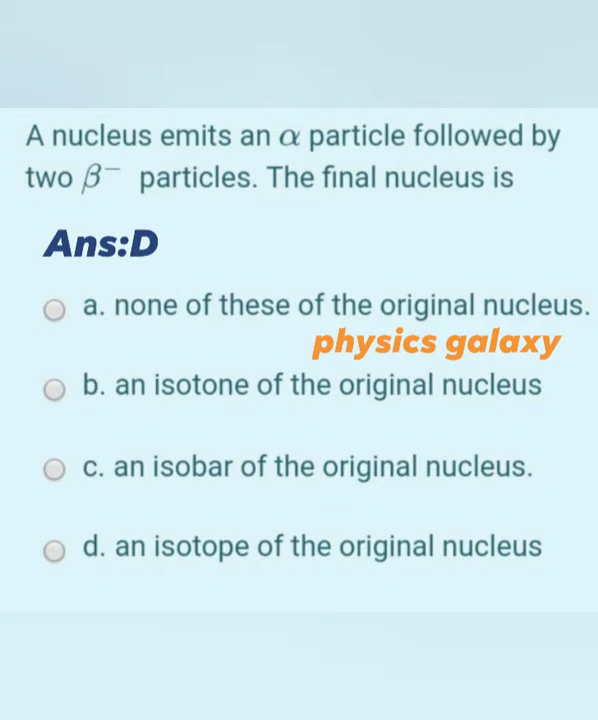 A nucleus emits an α particle followed by
two β⁻ particles. The final nucleus is
Ans:D
a. none of these of the original nucleus.
physics galaxy
b. an isotone of the original nucleus
c. an isobar of the original nucleus.
d. an isotope of the original nucleus